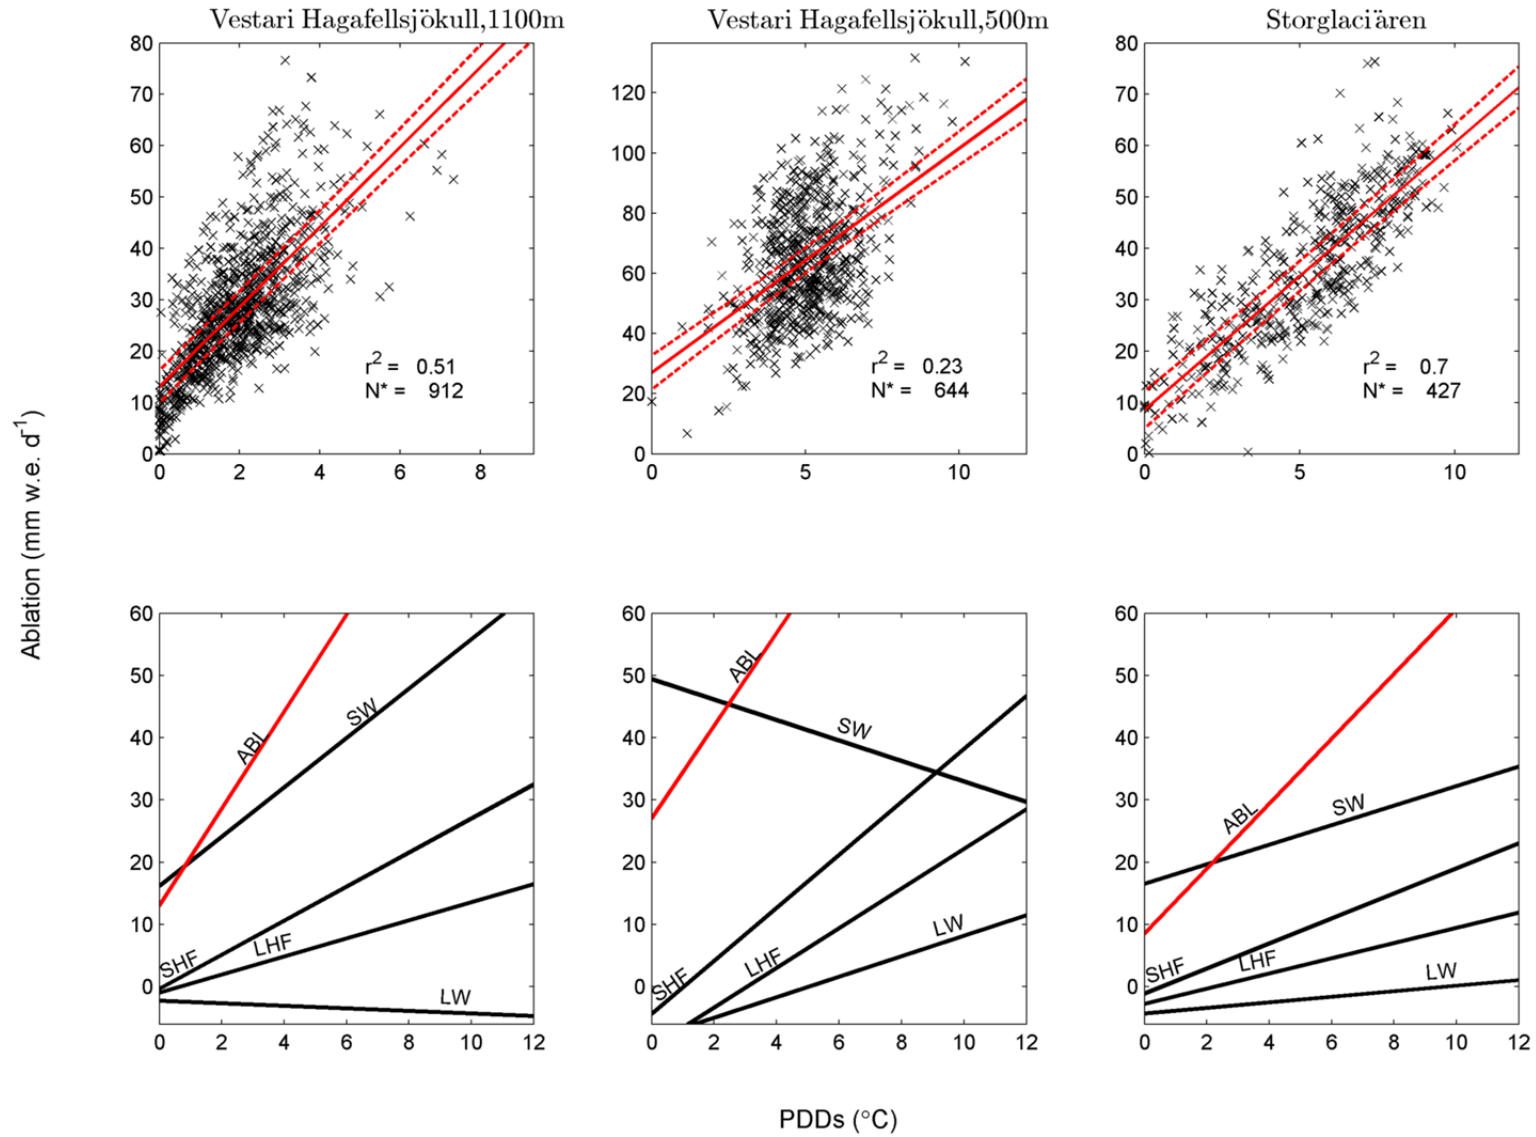 Vestari Hagafellsjökull,1100m
Vestari Hagafellsjökull,500m
Storglaciären
80
70
60
50
40
30
20
10
0
0 2 4 6 8
r2 = 0.51
N* = 912
120
100
80
60
40
20
0
0 5 10
r2 = 0.23
N* = 644
80
70
60
50
40
30
20
10
0
0 5 10
r2 = 0.7
N* = 427
Ablation (mm w.e. d-1)
60
50
40
30
20
10
0
0 2 4 6 8 10 12
ABL
SW
SHF
LHF
LW
60
50
40
30
20
10
0
0 2 4 6 8 10 12
ABL
SW
SHF
LHF
LW
60
50
40
30
20
10
0
0 2 4 6 8 10 12
ABL
SW
SHF
LHF
LW
PDDs (°C)